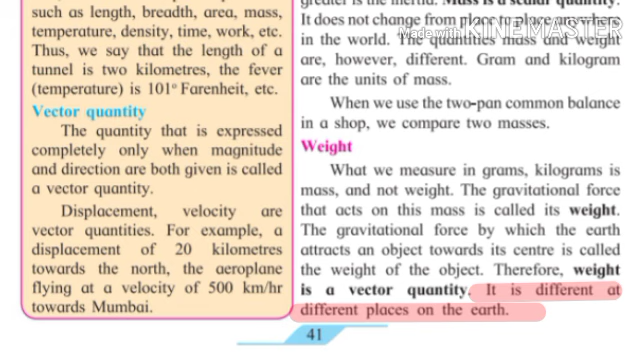 such as length, breadth, area, mass,
temperature, density, time, work, etc.
Thus, we say that the length of a
tunnel is two kilometres, the fever
(temperature) is 101° Farenheit, etc.
Vector quantity
The quantity that is expressed
completely only when magnitude
and direction are both given is called
a vector quantity.
Displacement, velocity are
vector quantities. For example, a
displacement of 20 kilometres
towards the north, the aeroplane
flying at a velocity of 500 km/hr
towards Mumbai.
greater is the inertia. Mass is a scalar quantity.
It does not change from place to place anywhere
in the world. The quantities mass and weight
are, however, different. Gram and kilogram
are the units of mass.
When we use the two-pan common balance
in a shop, we compare two masses.
Weight
What we measure in grams, kilograms is
mass, and not weight. The gravitational force
that acts on this mass is called its weight.
The gravitational force by which the earth
attracts an object towards its centre is called
the weight of the object. Therefore, weight
is a vector quantity. It is different at
different places on the earth.
41
Made with KINEMASTER